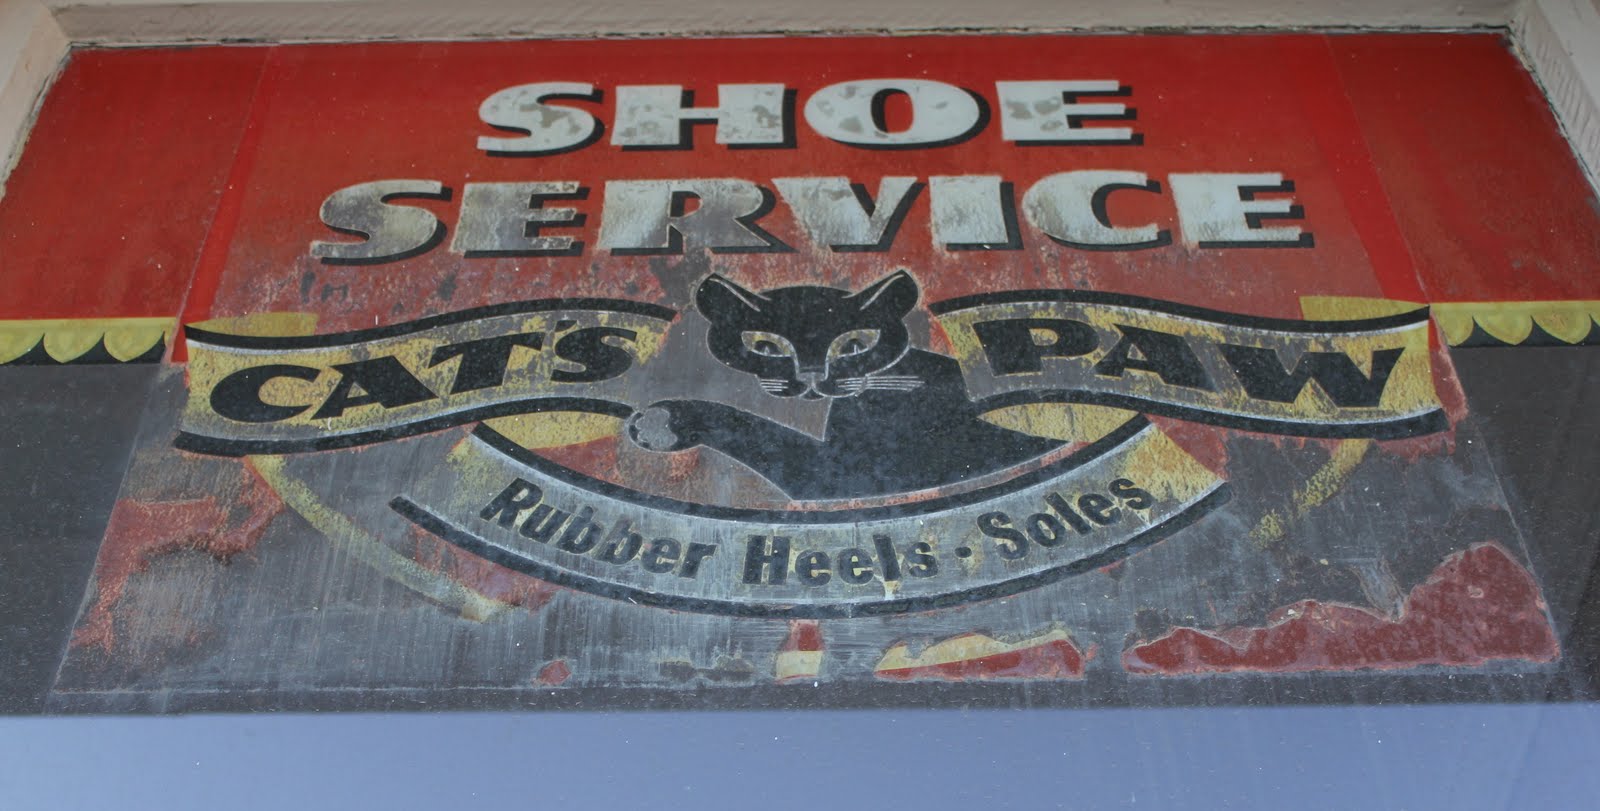 SHOE
SERVICE
CAT'S PAW
Rubber Heels · Soles